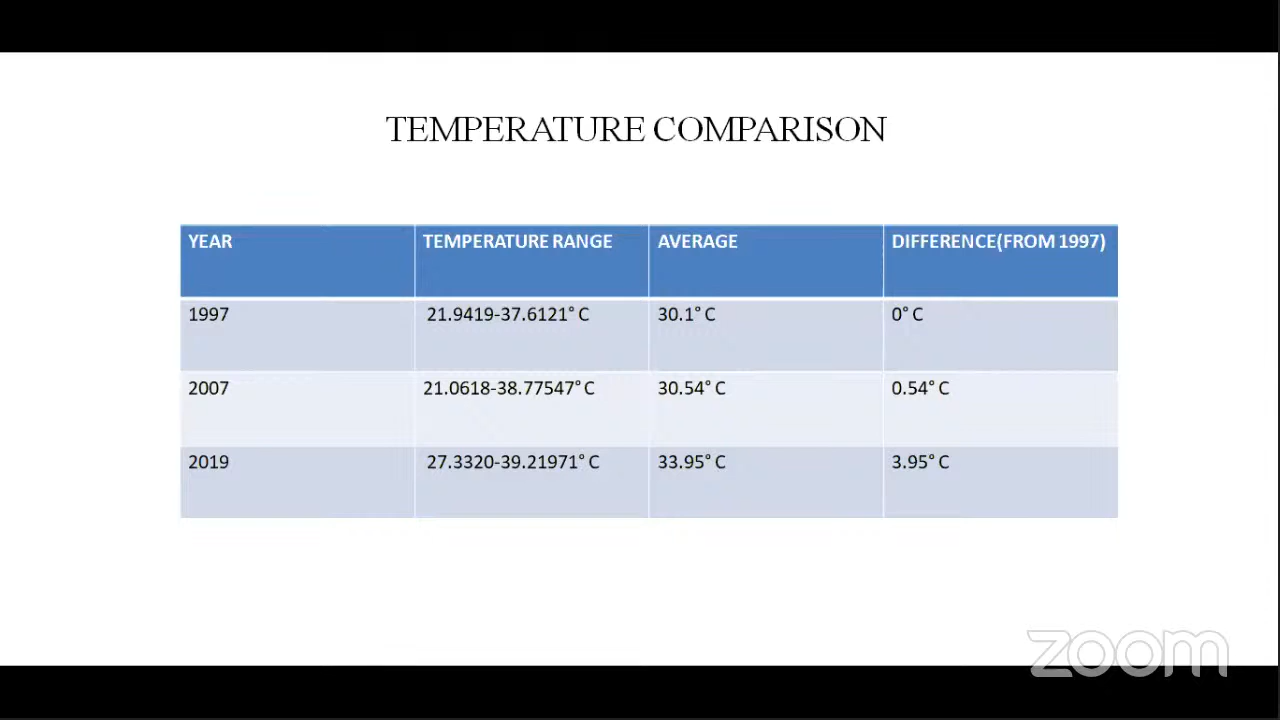 TEMPERATURE COMPARISON
YEAR TEMPERATURE RANGE AVERAGE DIFFERENCE(FROM 1997)
1997 21.9419-37.6121° C 30.1° C 0° C
2007 21.0618-38.77547° C 30.54° C 0.54° C
2019 27.3320-39.21971° C 33.95° C 3.95° C
zoom